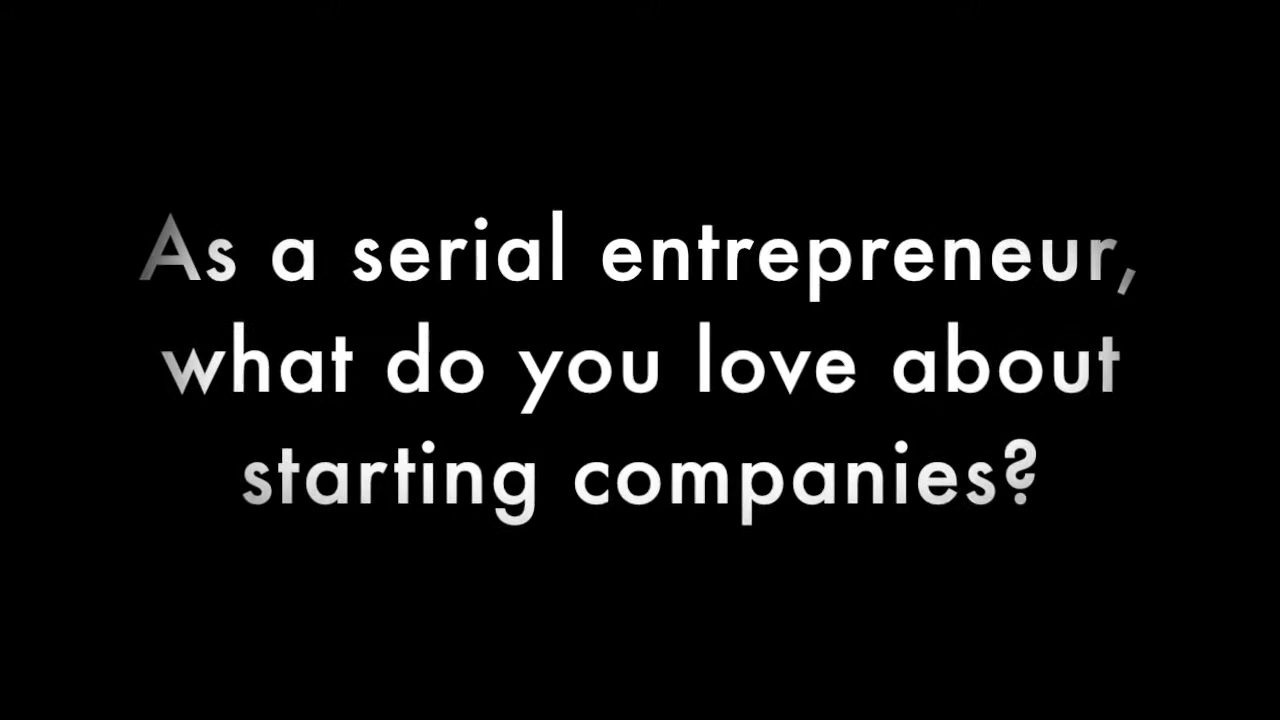 As a serial entrepreneur,
what do you love about
starting companies?